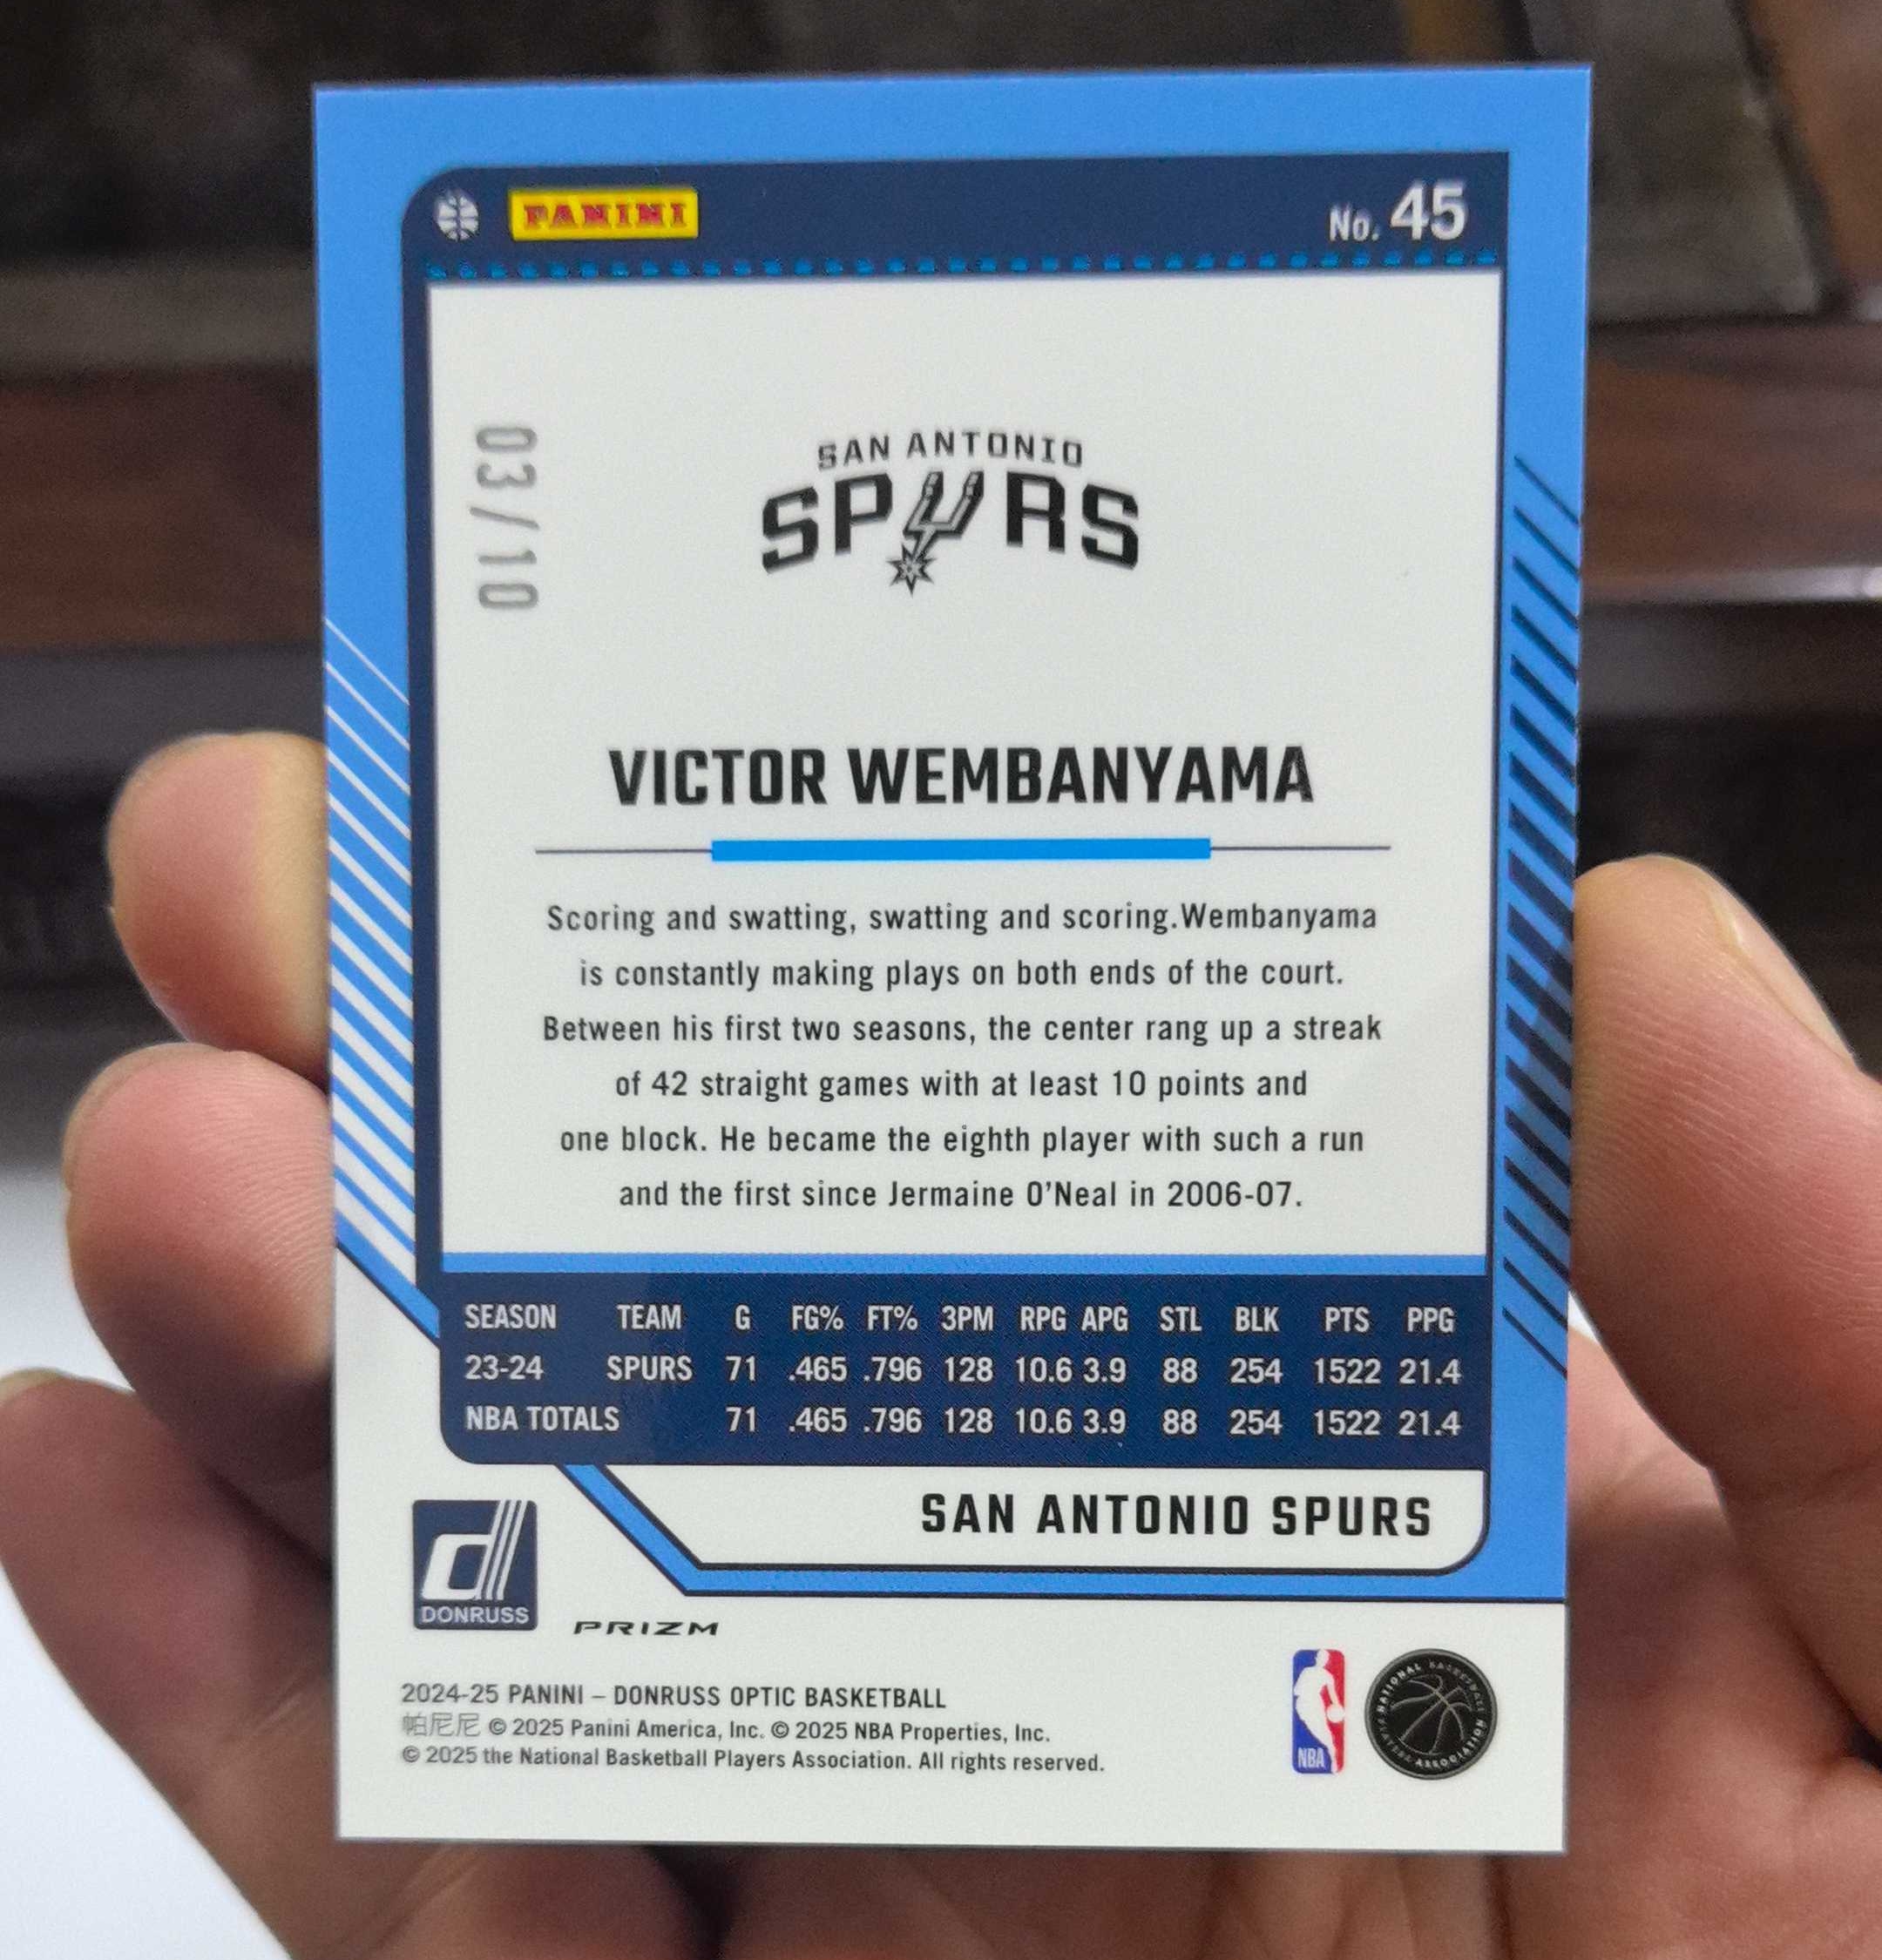 PANINI
No. 45
03/10
SAN ANTONIO
SPURS
VICTOR WEMBANYAMA
Scoring and swatting, swatting and scoring.Wembanyama
is constantly making plays on both ends of the court.
Between his first two seasons, the center rang up a streak
of 42 straight games with at least 10 points and
one block. He became the eighth player with such a run
and the first since Jermaine O'Neal in 2006-07.
SEASON TEAM G FG% FT% 3PM RPG APG STL BLK PTS PPG
23-24 SPURS 71 .465 .796 128 10.6 3.9 88 254 1522 21.4
NBA TOTALS 71 .465 .796 128 10.6 3.9 88 254 1522 21.4
SAN ANTONIO SPURS
d
DONRUSS
PRIZM
2024-25 PANINI – DONRUSS OPTIC BASKETBALL
帕尼尼 © 2025 Panini America, Inc. © 2025 NBA Properties, Inc.
© 2025 the National Basketball Players Association. All rights reserved.
NBA
NATIONAL BASKETBALL PLAYERS ASSOCIATION